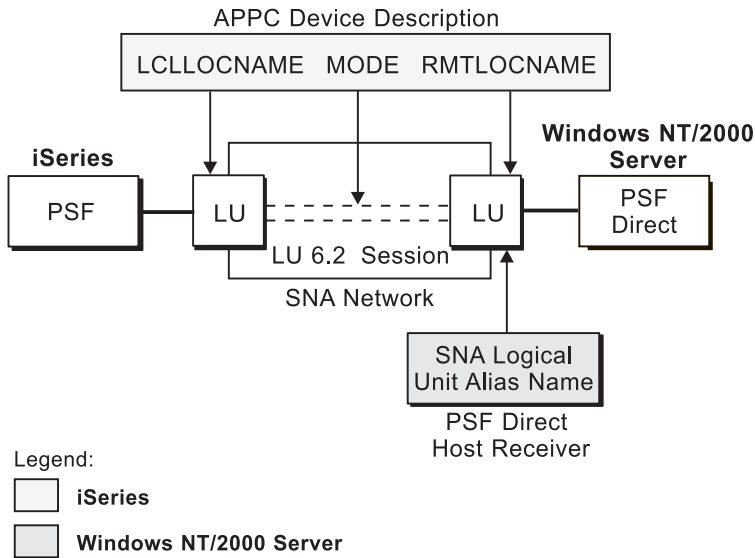 APPC Device Description
LCLLOCNAME MODE RMTLOCNAME
iSeries
Windows NT/2000
Server
PSF
LU
LU
PSF
Direct
LU 6.2 Session
SNA Network
SNA Logical
Unit Alias Name
PSF Direct
Host Receiver
Legend:
iSeries
Windows NT/2000 Server